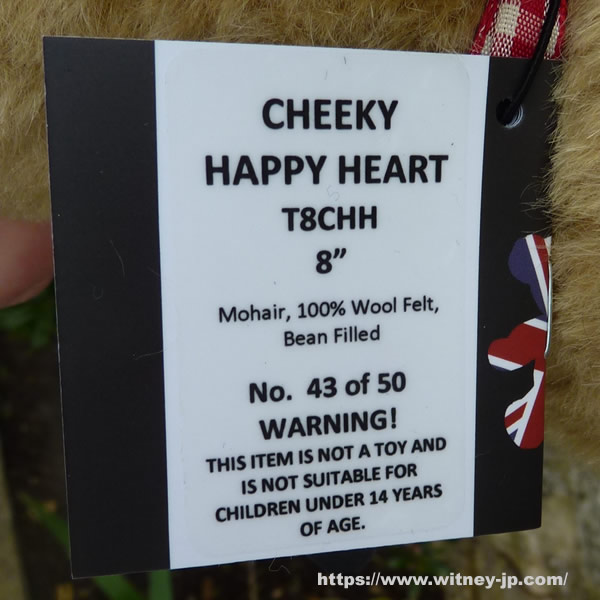 CHEEKY
HAPPY HEART
T8CHH
8”
Mohair, 100% Wool Felt,
Bean Filled
No. 43 of 50
WARNING!
THIS ITEM IS NOT A TOY AND
IS NOT SUITABLE FOR
CHILDREN UNDER 14 YEARS
OF AGE.
https://www.witney-jp.com/